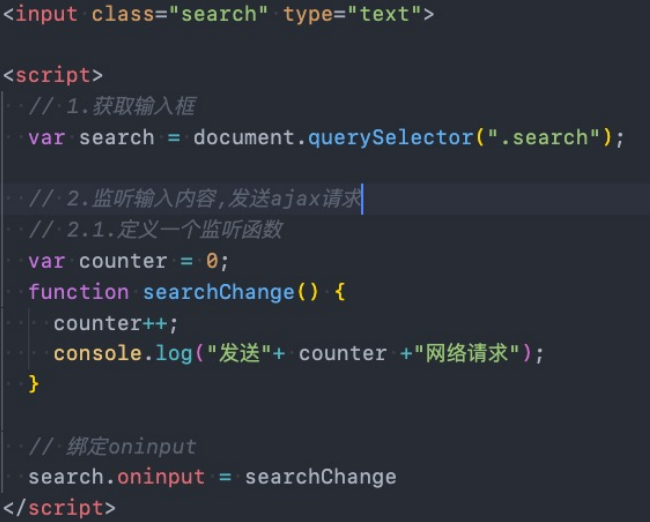 <input class="search" type="text">
<script>
// 1.获取输入框
var search = document.querySelector(".search");
// 2.监听输入内容,发送ajax请求
// 2.1.定义一个监听函数
var counter = 0;
function searchChange() {
counter++;
console.log("发送"+ counter +"网络请求");
}
// 绑定oninput
search.oninput = searchChange
</script>